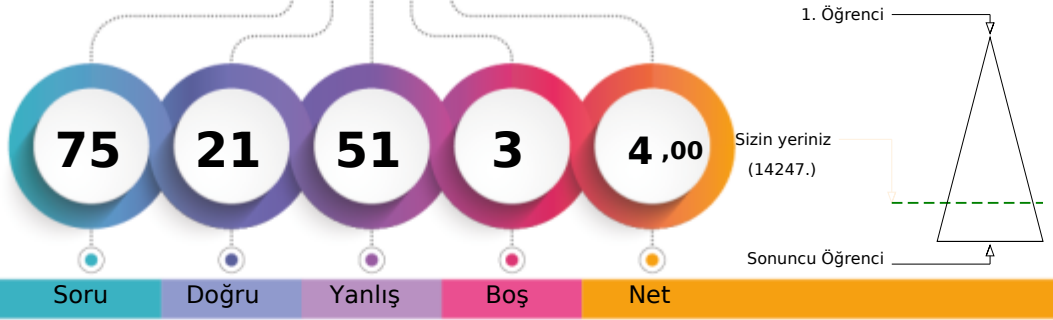 1. Öğrenci
75 21 51 3 4 ,00
Sizin yeriniz
(14247.)
Sonuncu Öğrenci
Soru Doğru Yanlış Boş Net